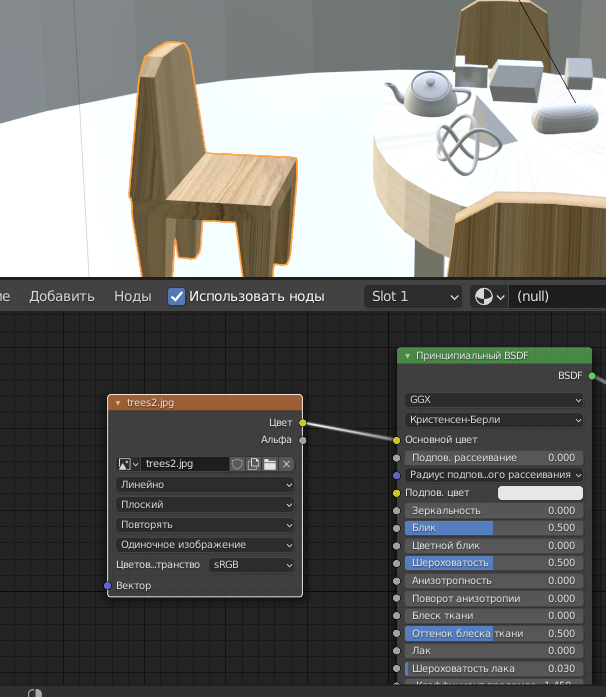 ие Добавить Ноды Использовать ноды Slot 1 (null)
trees2.jpg
Цвет
Альфа
trees2.jpg
Линейно
Плоский
Повторять
Одиночное изображение
Цветов...транство sRGB
Вектор
Принципиальный BSDF
BSDF
GGX
Кристенсен-Берли
Основной цвет
Подпов. рассеивание 0.000
Радиус подпов...ого рассеивания
Подпов. цвет
Зеркальность 0.000
Блик 0.500
Цветной блик 0.000
Шероховатость 0.500
Анизотропность 0.000
Поворот анизотропии 0.000
Блеск ткани 0.000
Оттенок блеска ткани 0.500
Лак 0.000
Шероховатость лака 0.030